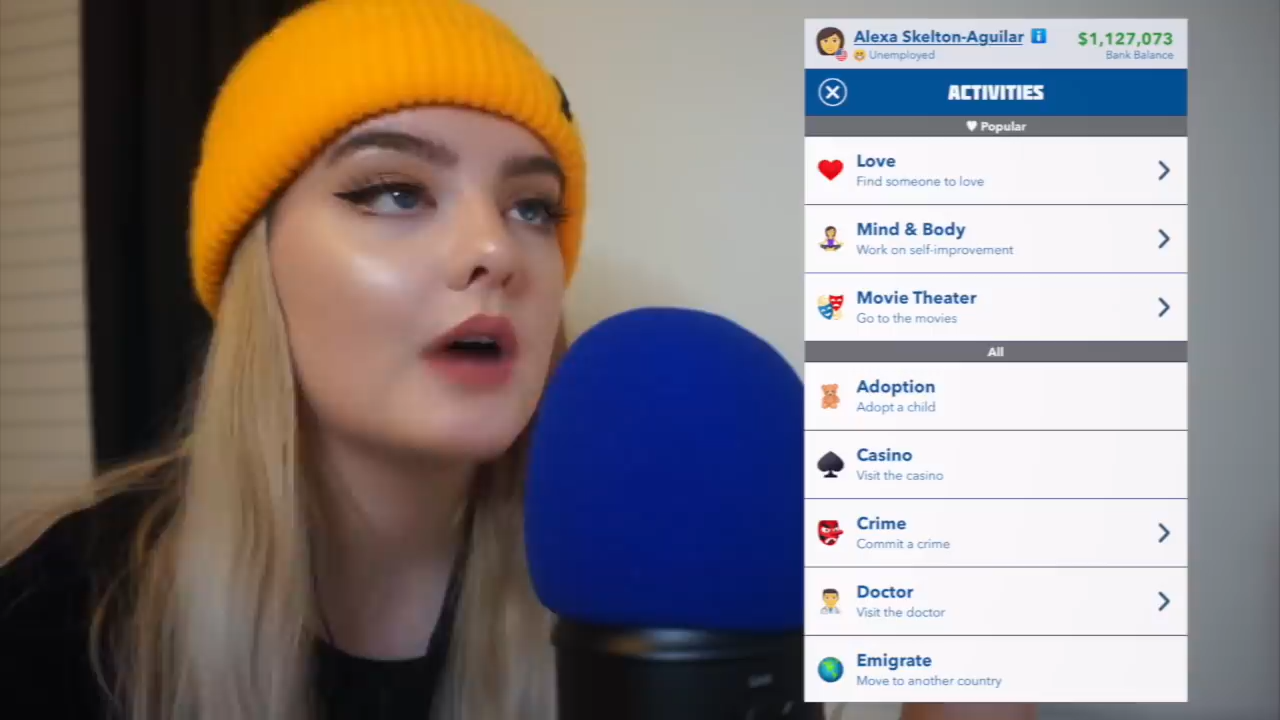 Alexa Skelton-Aguilar
$1,127,073
Unemployed
Bank Balance
ACTIVITIES
Popular
Love
Find someone to love
Mind & Body
Work on self-improvement
Movie Theater
Go to the movies
All
Adoption
Adopt a child
Casino
Visit the casino
Crime
Commit a crime
Doctor
Visit the doctor
Emigrate
Move to another country